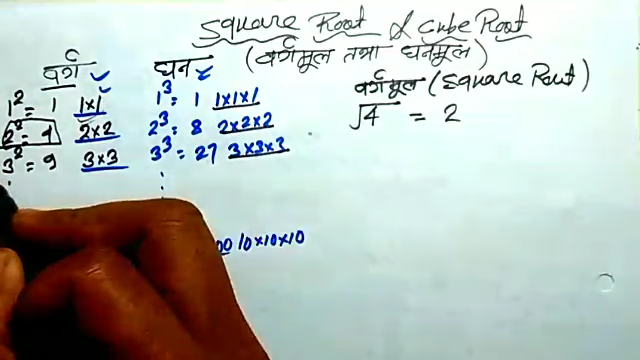 Square Root & Cube Root
(वर्गमूल तथा घनमूल)
वर्ग घन
1² = 1 1×1 1³ = 1 1×1×1
2² = 4 2×2 2³ = 8 2×2×2
3² = 9 3×3 3³ = 27 3×3×3
00 10×10×10
वर्गमूल (Square Root)
√4 = 2